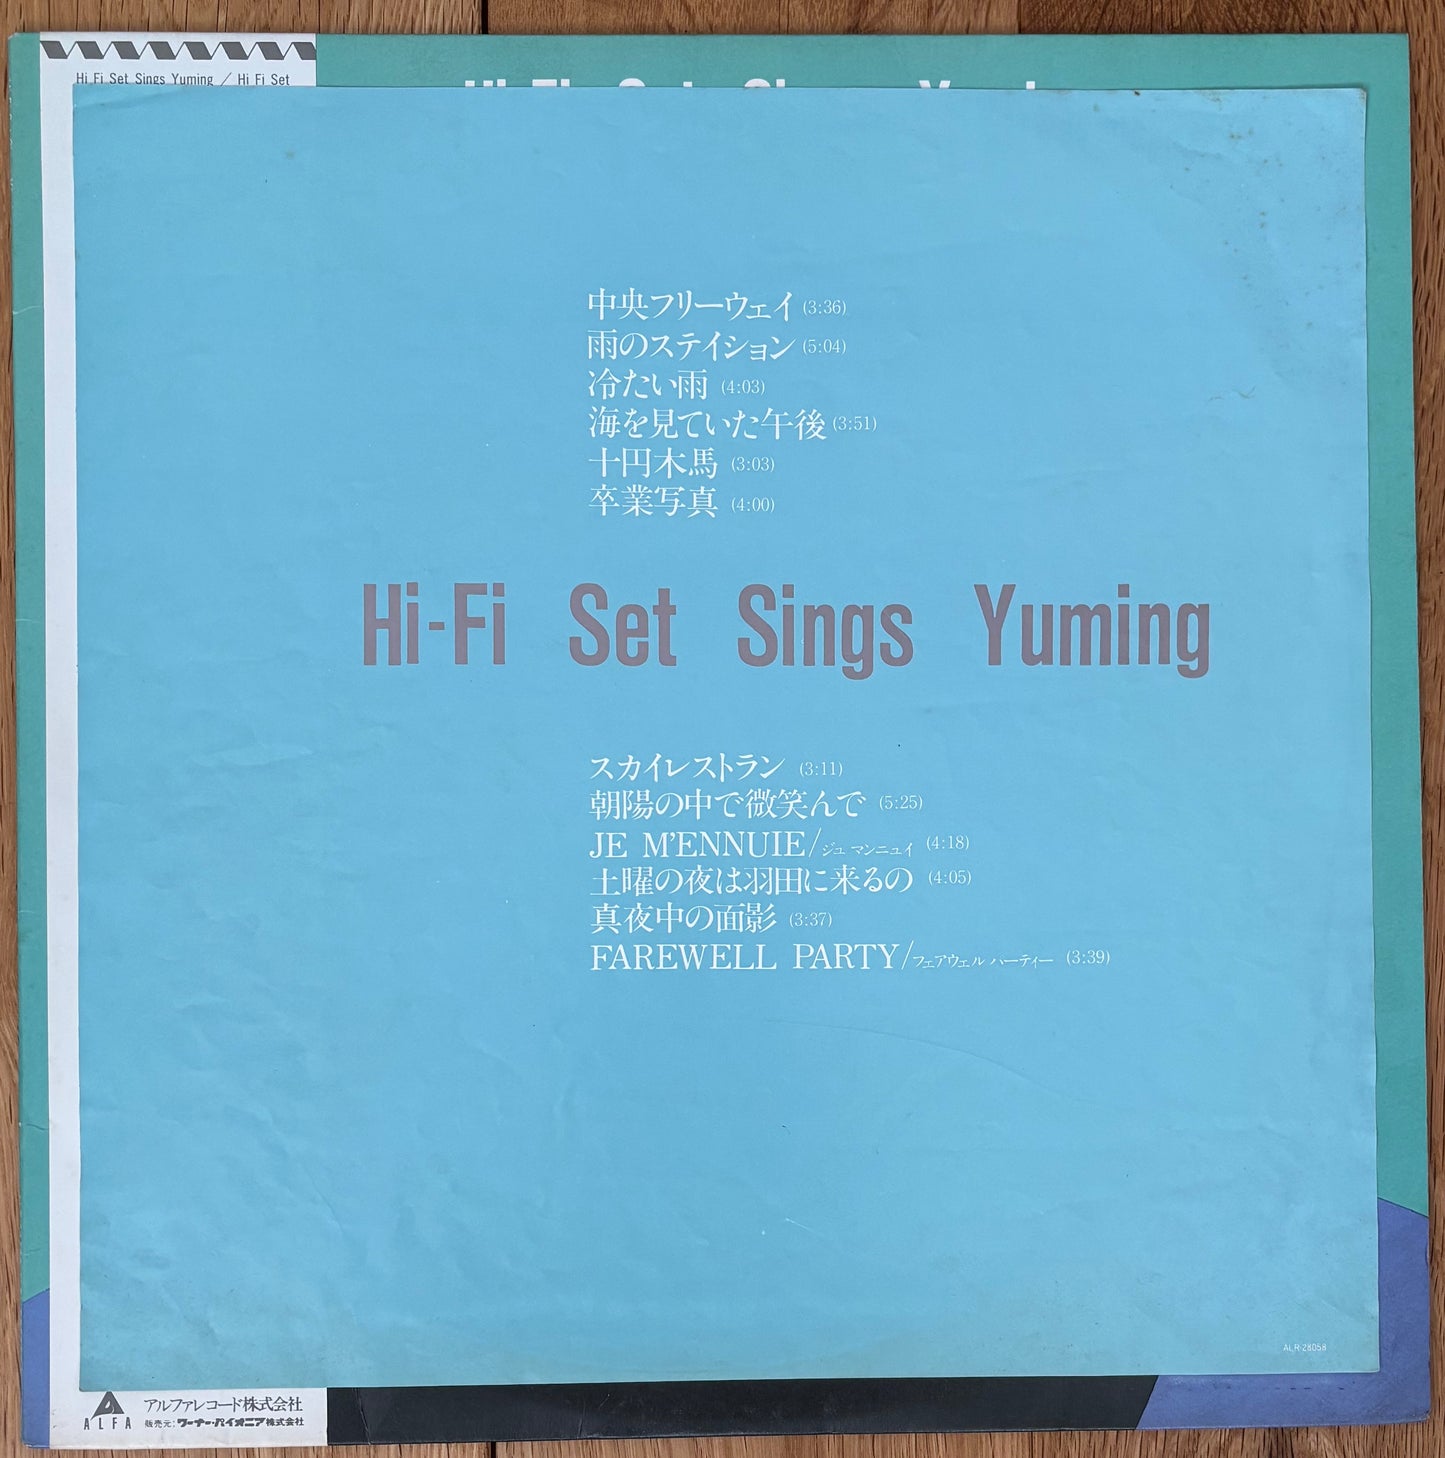 Hi Fi Set Sings Yuming / Hi Fi Set
中央フリーウェイ (3:36)
雨のステイション (5:04)
冷たい雨 (4:03)
海を見ていた午後 (3:51)
十円木馬 (3:03)
卒業写真 (4:00)
Hi-Fi Set Sings Yuming
スカイレストラン (3:11)
朝陽の中で微笑んで (5:25)
JE M'ENNUIE/ジュ マンニュイ (4:18)
土曜の夜は羽田に来るの (4:05)
真夜中の面影 (3:37)
FAREWELL PARTY/フェアウェル パーティー (3:39)
ALR-28058
ALFA
アルファレコード株式会社
販売元:ワーナー・パイオニア株式会社